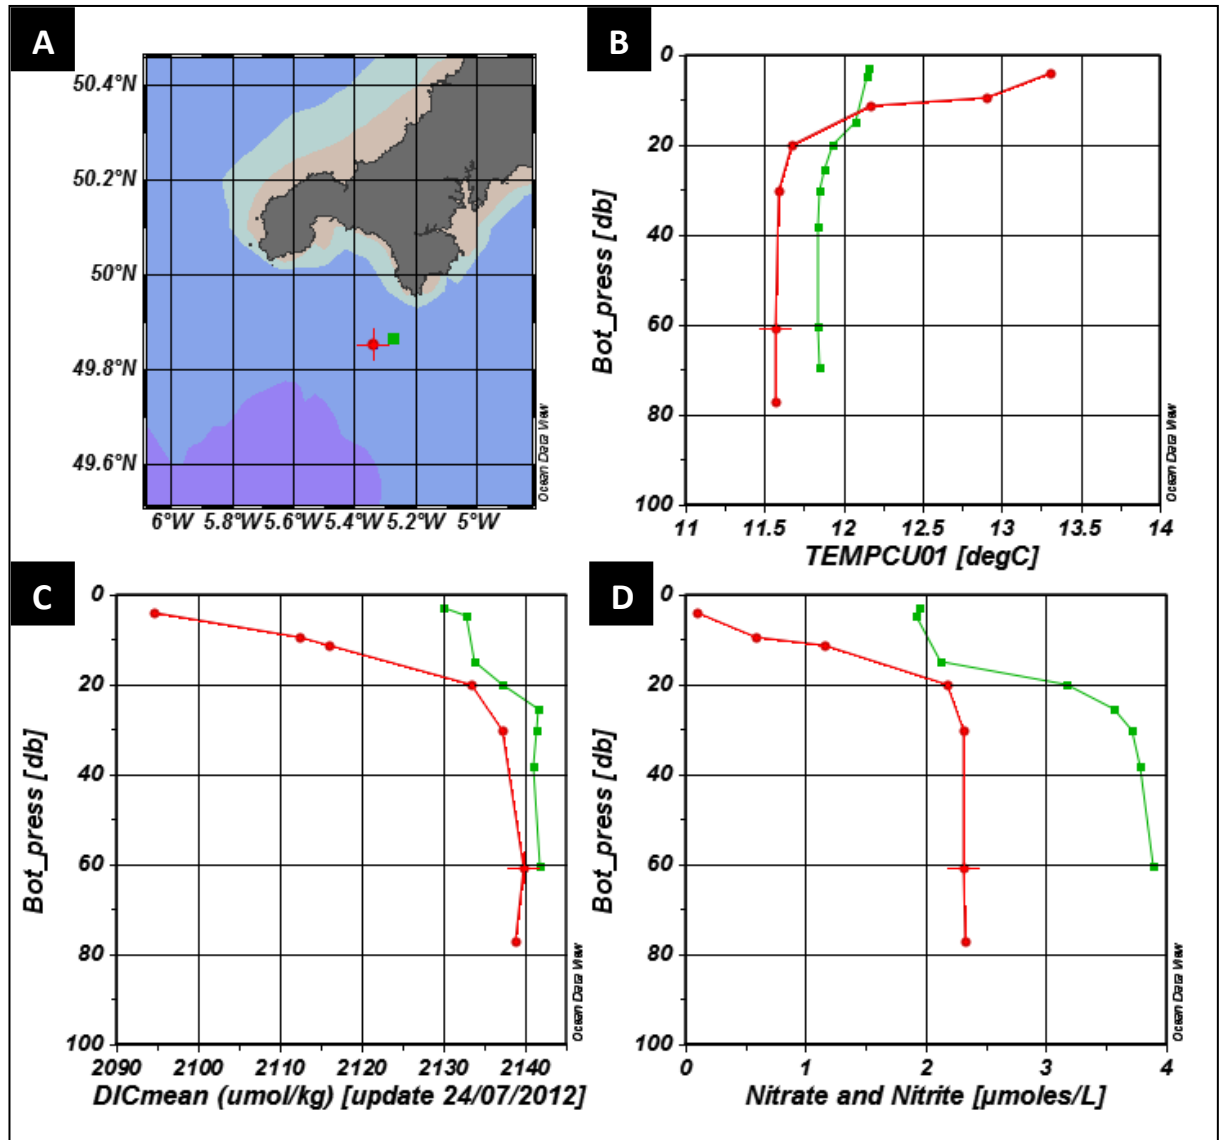 A
50.4°N
50.2°N
50°N
49.8°N
49.6°N
6°W 5.8°W 5.6°W 5.4°W 5.2°W 5°W
Ocean Data View
B
Bot_press [db]
0
20
40
60
80
100
11 11.5 12 12.5 13 13.5 14
TEMPCU01 [degC]
Ocean Data View
C
Bot_press [db]
0
20
40
60
80
100
2090 2100 2110 2120 2130 2140
DICmean (umol/kg) [update 24/07/2012]
Ocean Data View
D
Bot_press [db]
0
20
40
60
80
100
0 1 2 3 4
Nitrate and Nitrite [µmoles/L]
Ocean Data View